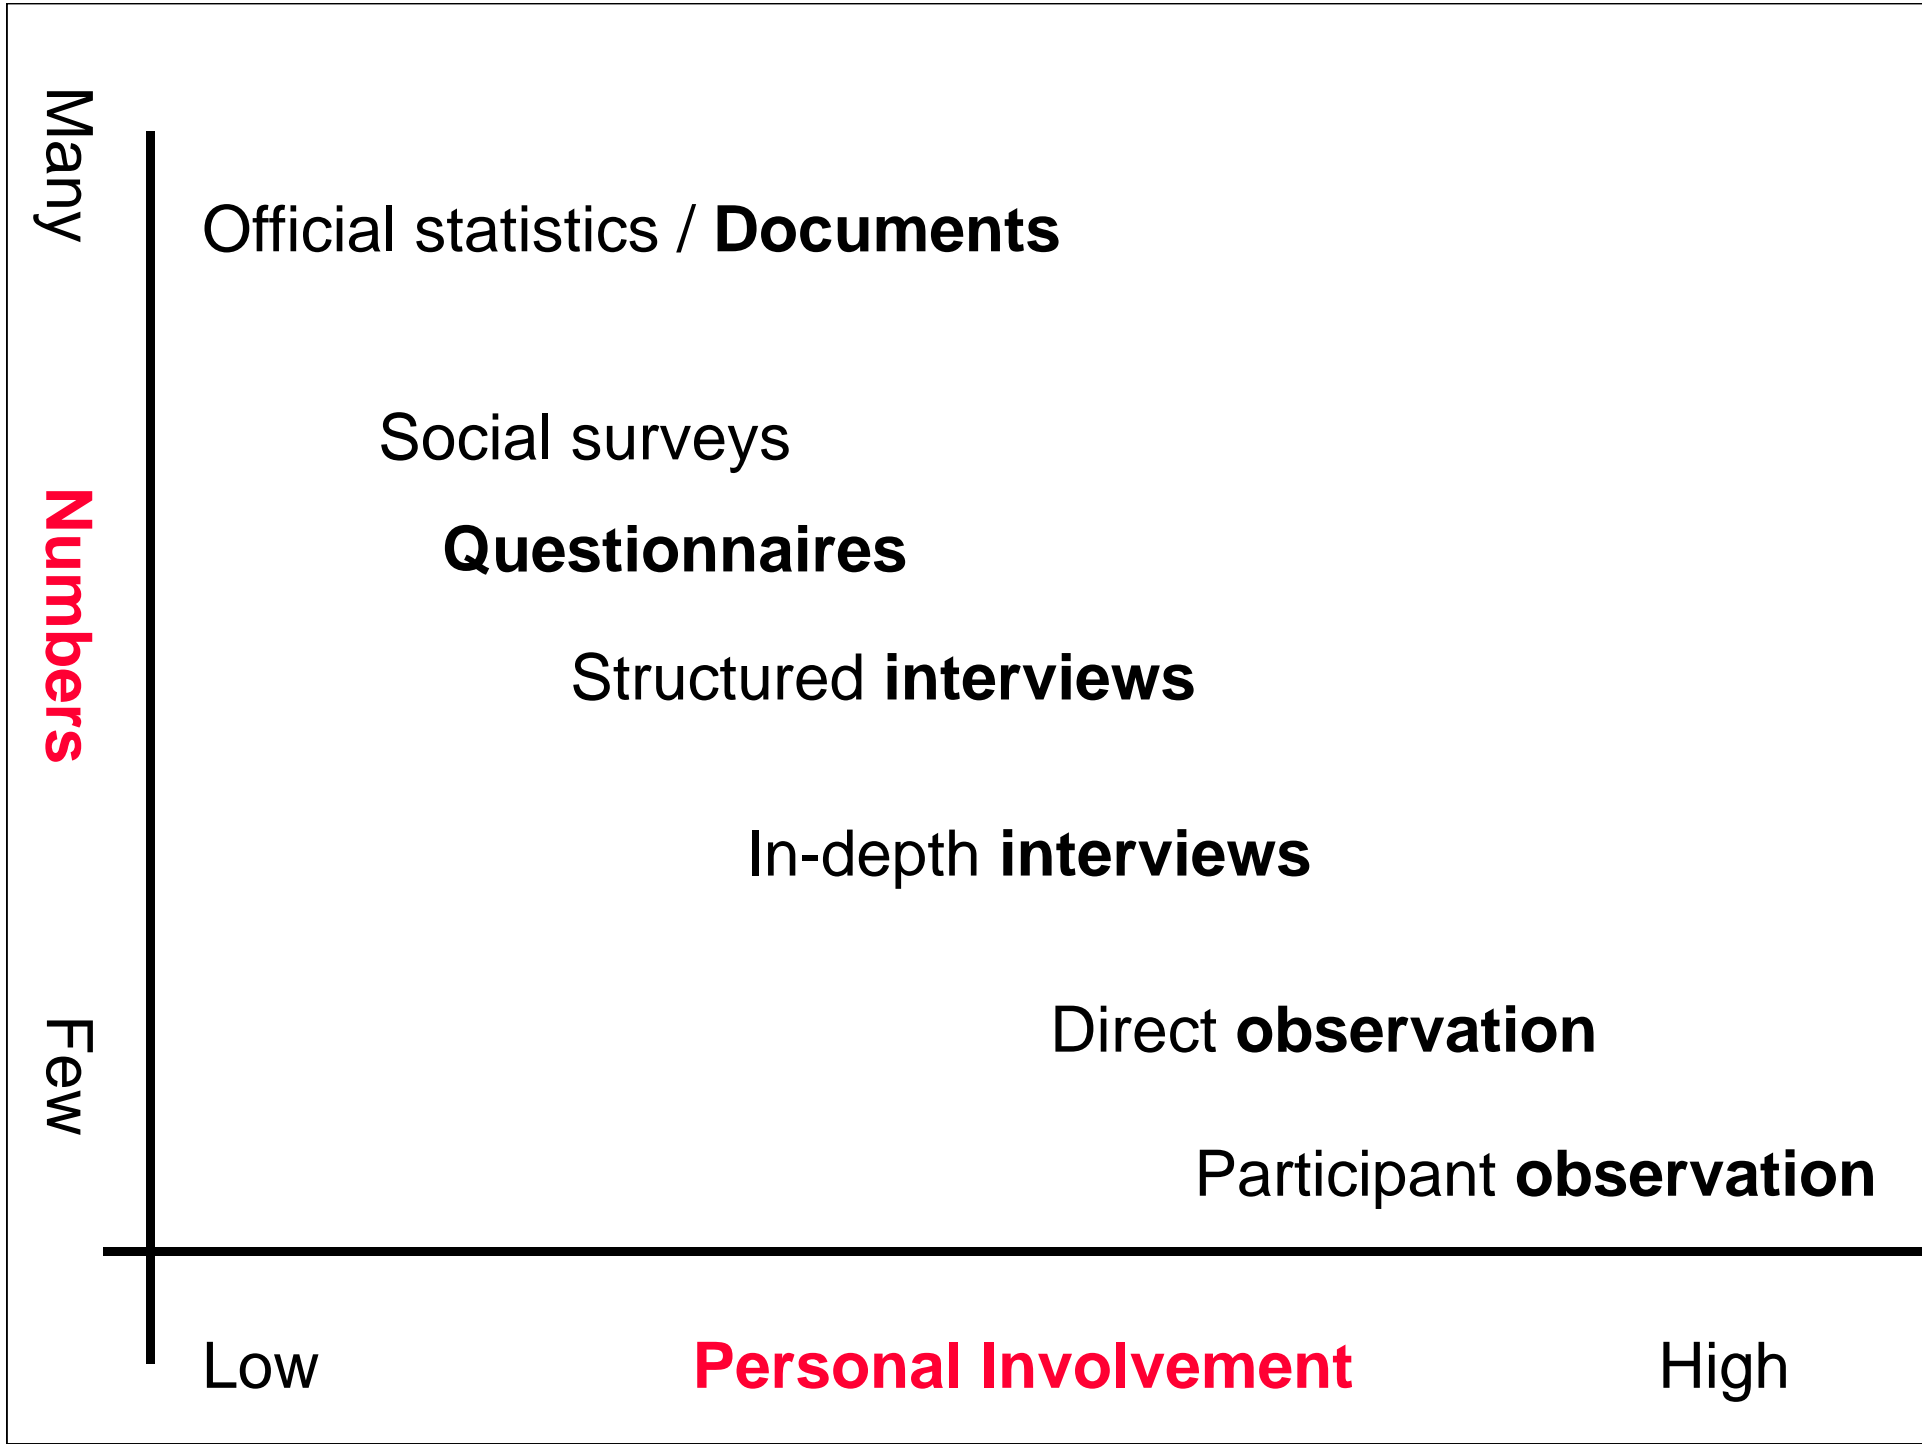 Many
Numbers
Few
Official statistics / Documents
Social surveys
Questionnaires
Structured interviews
In-depth interviews
Direct observation
Participant observation
Low
Personal Involvement
High